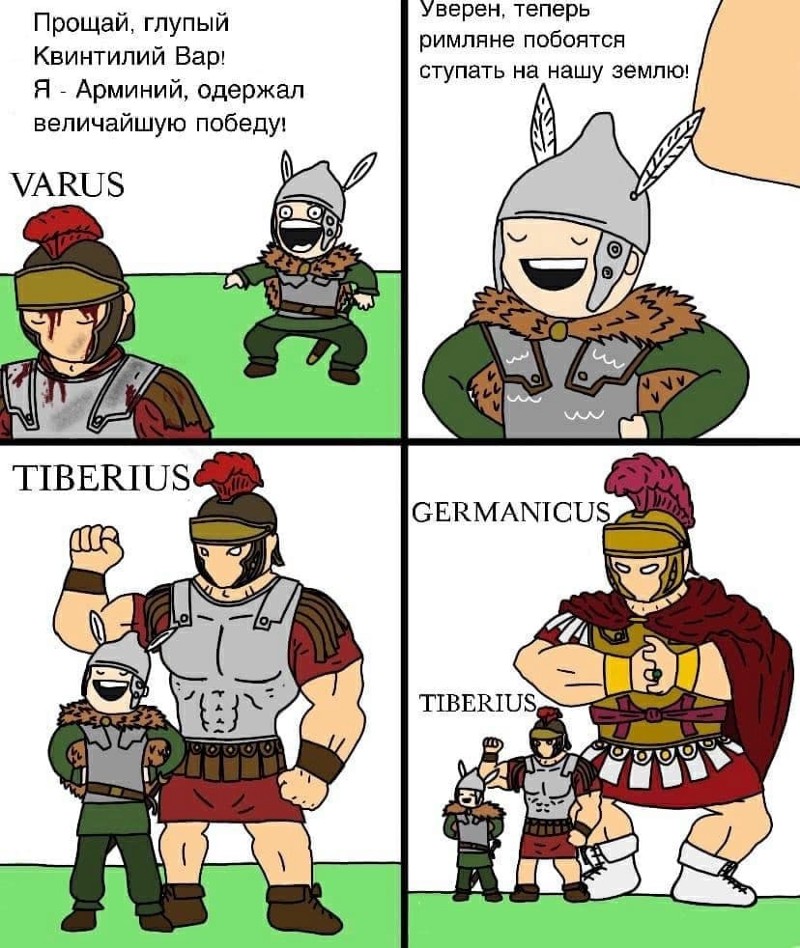 Прощай, глупый
Квинтилий Вар!
Я - Арминий, одержал
величайшую победу!
VARUS
Уверен, теперь
римляне побоятся
ступать на нашу землю!
TIBERIUS
GERMANICUS
TIBERIUS